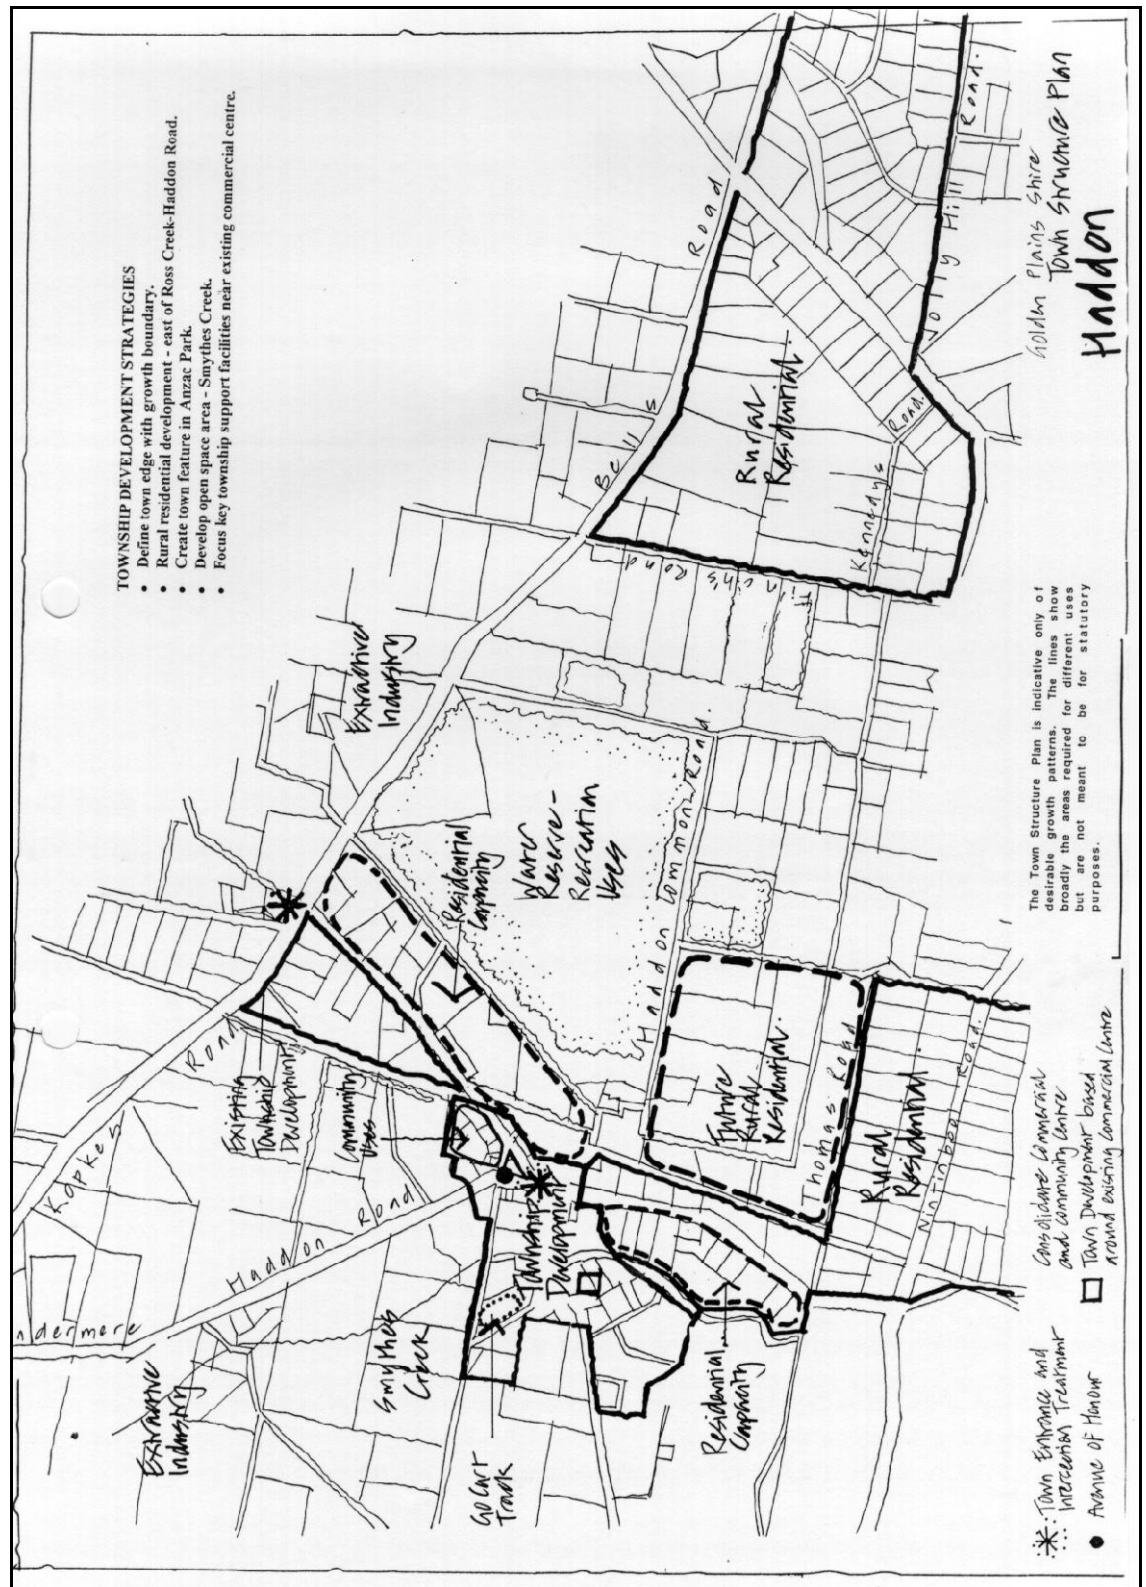 TOWNSHIP DEVELOPMENT STRATEGIES
• Define town edge with growth boundary.
• Rural residential development - east of Ross Creek-Haddon Road.
• Create town feature in Anzac Park.
• Develop open space area - Smythes Creek.
• Focus key township support facilities near existing commercial centre.
Extractive
Industry
Kopken
Road
ndermere
Haddon Road
Existing
Township
Development
Community
Uses
Extractive
Industry
Smythes
Creek
Go Cart
Track
Township
Development
Residential
Capacity
Residential
Capacity
Water
Reserve -
Recreation
Uses
Haddon Common Road
Future
Rural
Residential
Thomas Road
Rural
Residential
Nintinbool Road
Bells Road
Finch's Road
Kennedys Road
Rural
Residential
Jolly Hill Road
Town Entrance and
Intersection Treatment
Avenue of Honour
Consolidate Commercial
and Community Centre
Town Development based
around existing Commercial Centre
The Town Structure Plan is indicative only of
desirable growth patterns. The lines show
broadly the areas required for different uses
but are not meant to be for statutory
purposes.
Golden Plains Shire
Town Structure Plan
Haddon